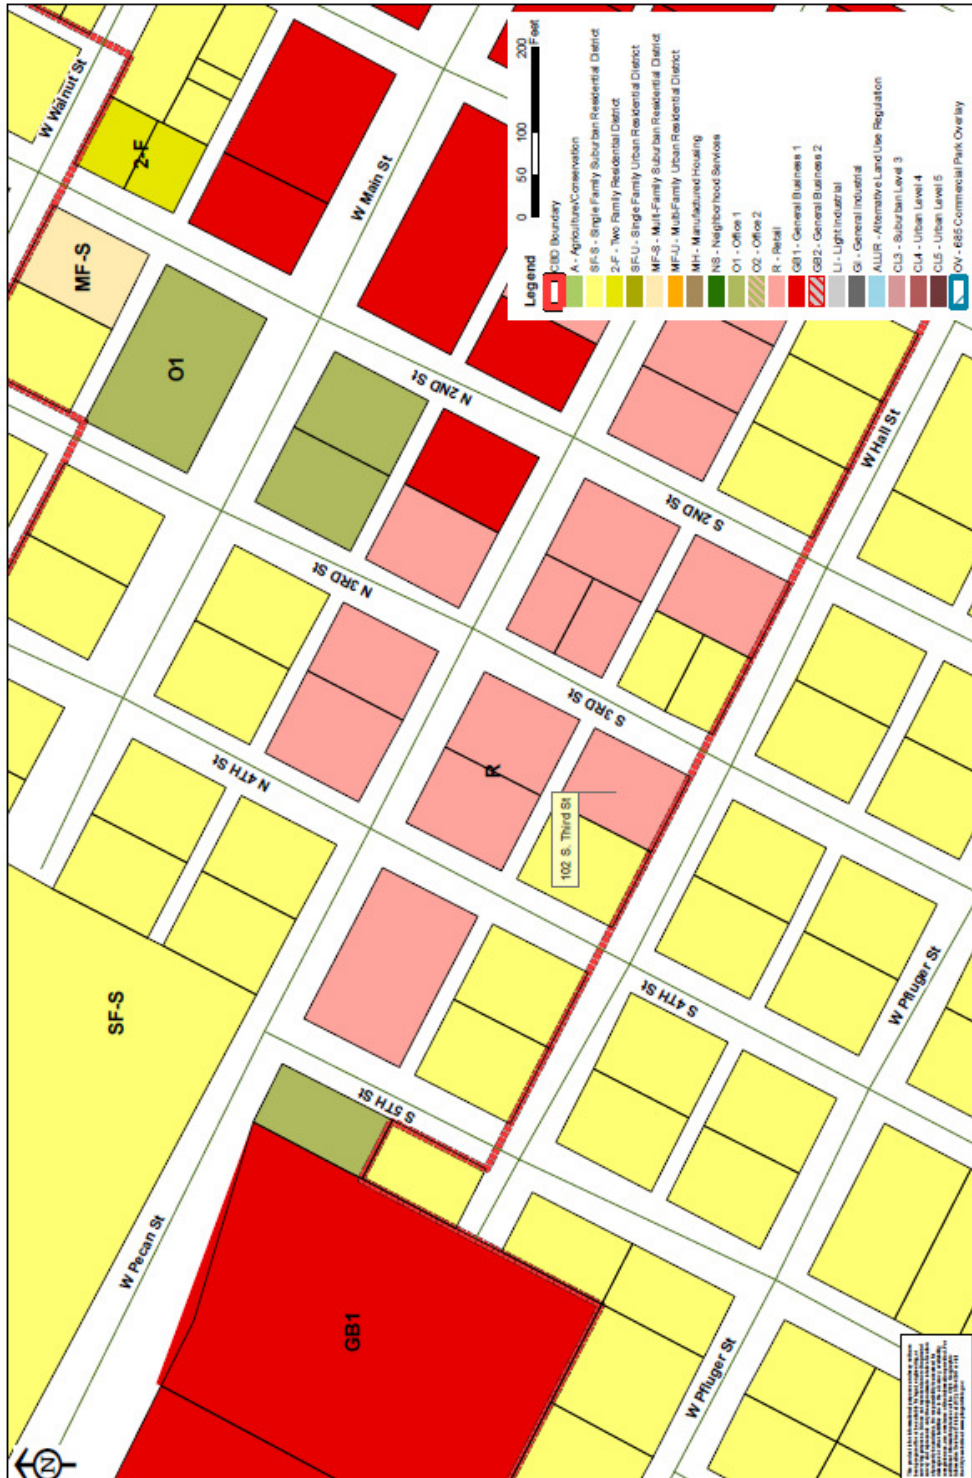 W Walnut St
2-F
W Main St
MF-S
O1
N 2ND St
N 3RD St
S 2ND St
W Hall St
N 4TH St
S 3RD St
R
102 S. Third St
SF-S
S 4TH St
W Pfluger St
S 5TH St
W Pecan St
GB1
W Pfluger St
N
0 50 100 200
Feet
Legend
CBD Boundary
A - Agriculture/Conservation
SF-S - Single Family Suburban Residential District
2-F - Two Family Residential District
SF-U - Single Family Urban Residential District
MF-S - Multi-Family Suburban Residential District
MF-U - Multi-Family Urban Residential District
MH - Manufactured Housing
NS - Neighborhood Services
O1 - Office 1
O2 - Office 2
R - Retail
GB1 - General Business 1
GB2 - General Business 2
LI - Light Industrial
GI - General Industrial
ALUR - Alternative Land Use Regulation
CL3 - Suburban Level 3
CL4 - Urban Level 4
CL5 - Urban Level 5
OV - 685 Commercial Park Overlay